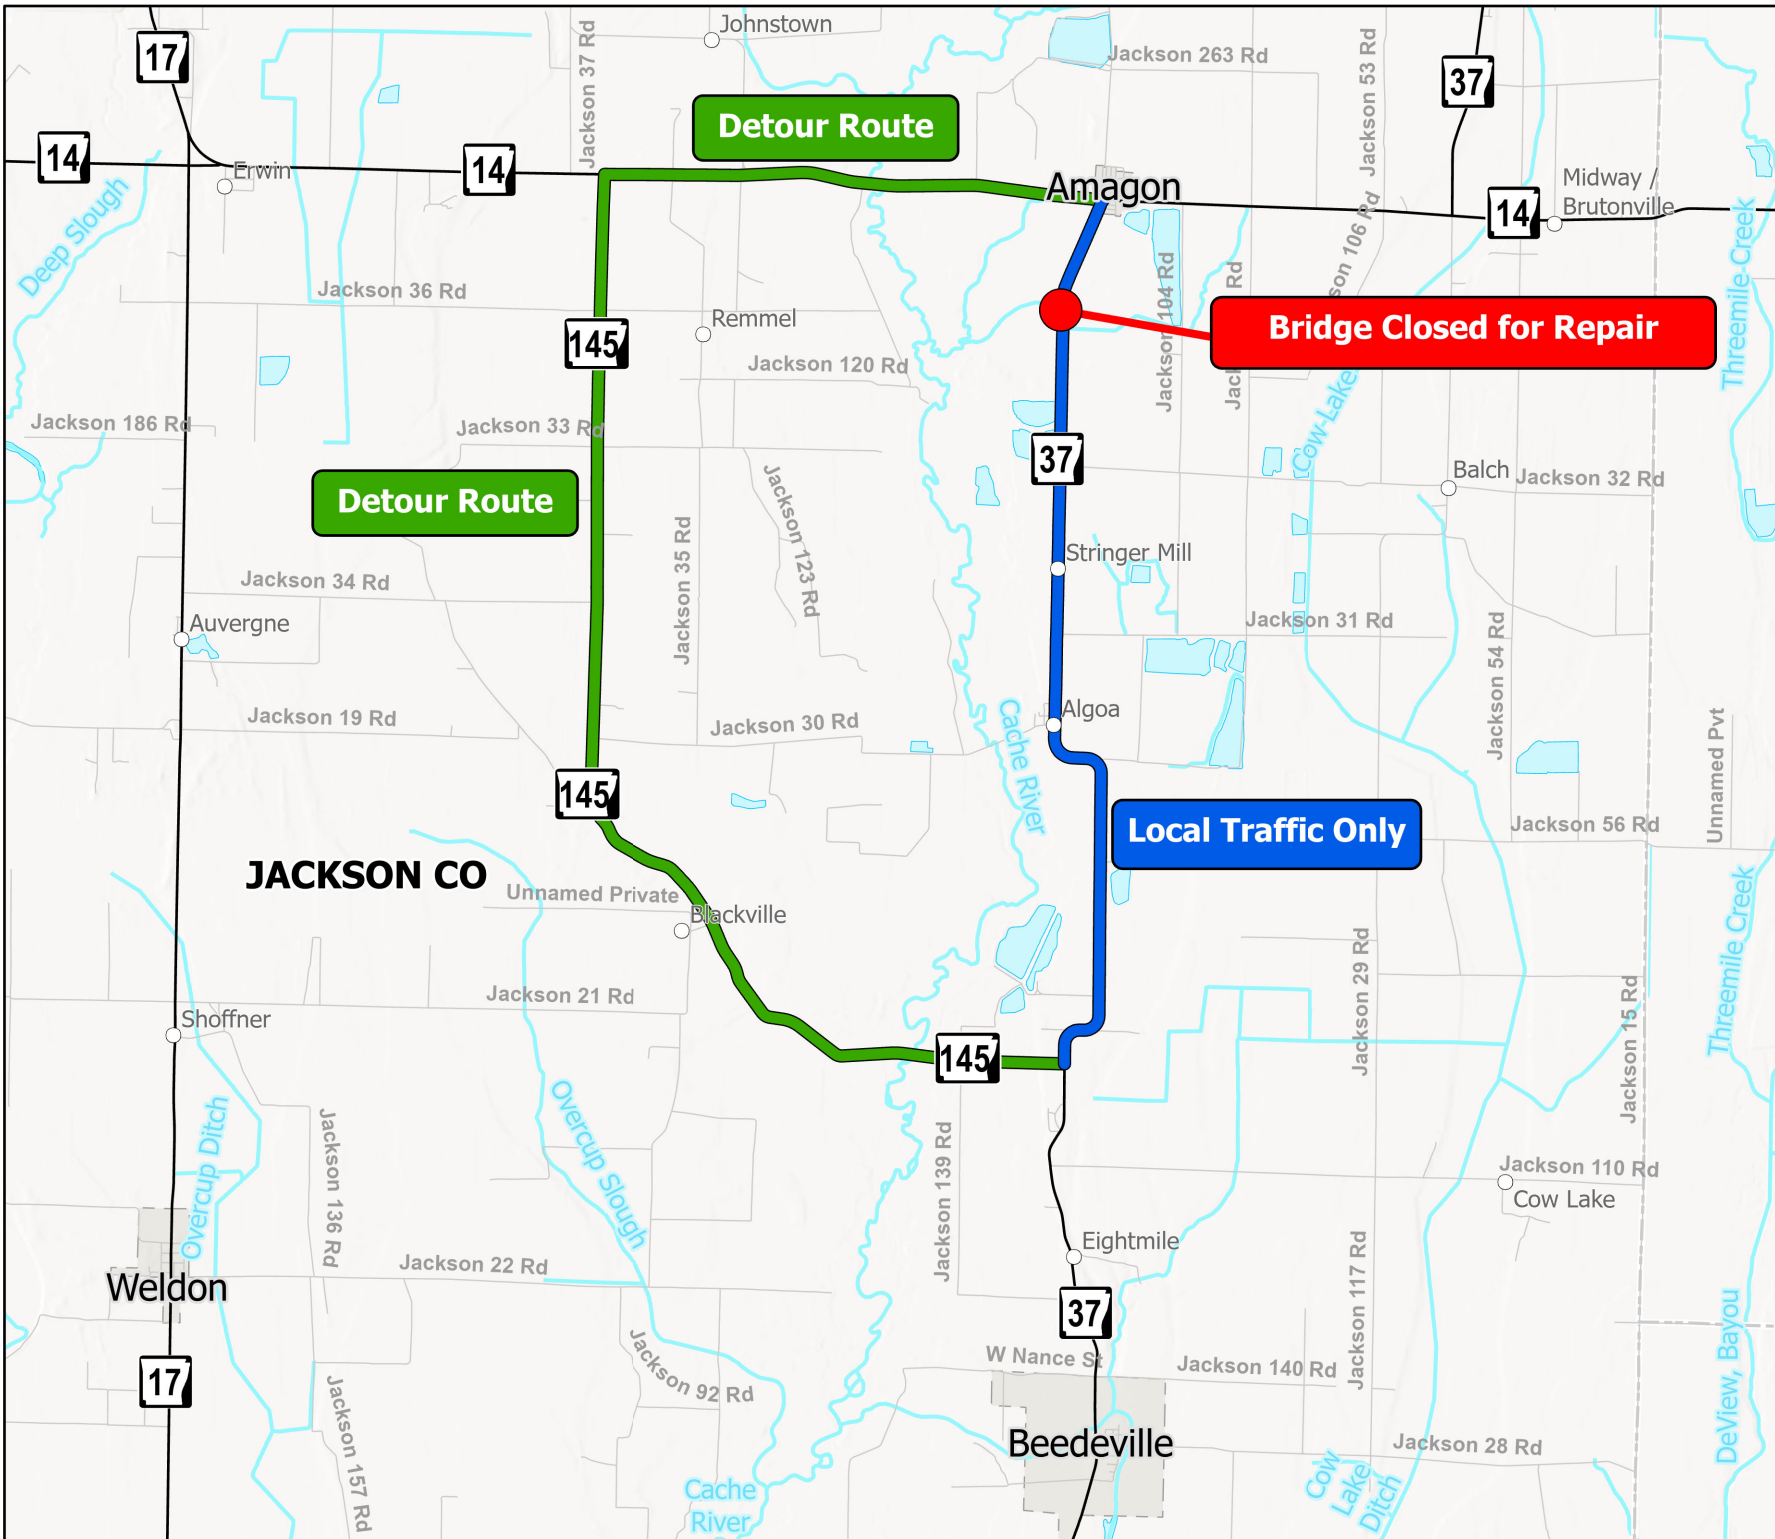 Johnstown
17
Jackson 37 Rd
Jackson 263 Rd
Jackson 53 Rd
37
Detour Route
14
Erwin
14
Amagon
Midway /
Brutonville
14
Deep Slough
Threemile-Creek
Jackson 106 Rd
Jackson 104 Rd
Rd
Jackson 36 Rd
Remmel
145
Bridge Closed for Repair
Jackson 120 Rd
Jackson 186 Rd
Jackson 33 Rd
Cow-Lake
37
Balch
Jackson 32 Rd
Detour Route
Jackson 123 Rd
Jackson 35 Rd
Stringer Mill
Jackson 34 Rd
Auvergne
Jackson 31 Rd
Jackson 54 Rd
Jackson 19 Rd
Jackson 30 Rd
Algoa
Cache River
Unnamed Pvt
145
Local Traffic Only
Jackson 56 Rd
JACKSON CO
Unnamed Private
Blackville
Threemile Creek
Jackson 29 Rd
Jackson 21 Rd
Jackson 15 Rd
Shoffner
145
Overcup Ditch
Jackson 136 Rd
Overcup Slough
Jackson 139 Rd
Jackson 110 Rd
Cow Lake
Eightmile
Jackson 117 Rd
Jackson 22 Rd
Weldon
37
DeView, Bayou
W Nance St
Jackson 140 Rd
17
Jackson 92 Rd
Jackson 157 Rd
Beedeville
Jackson 28 Rd
Cow
Lake
Ditch
Cache
River